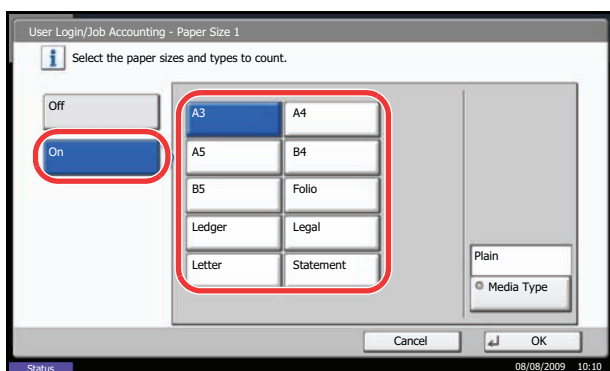 User Login/Job Accounting - Paper Size 1
i Select the paper sizes and types to count.
Off
On
A3 A4
A5 B4
B5 Folio
Ledger Legal
Letter Statement
Plain
Media Type
Cancel OK
Status 08/08/2009 10:10